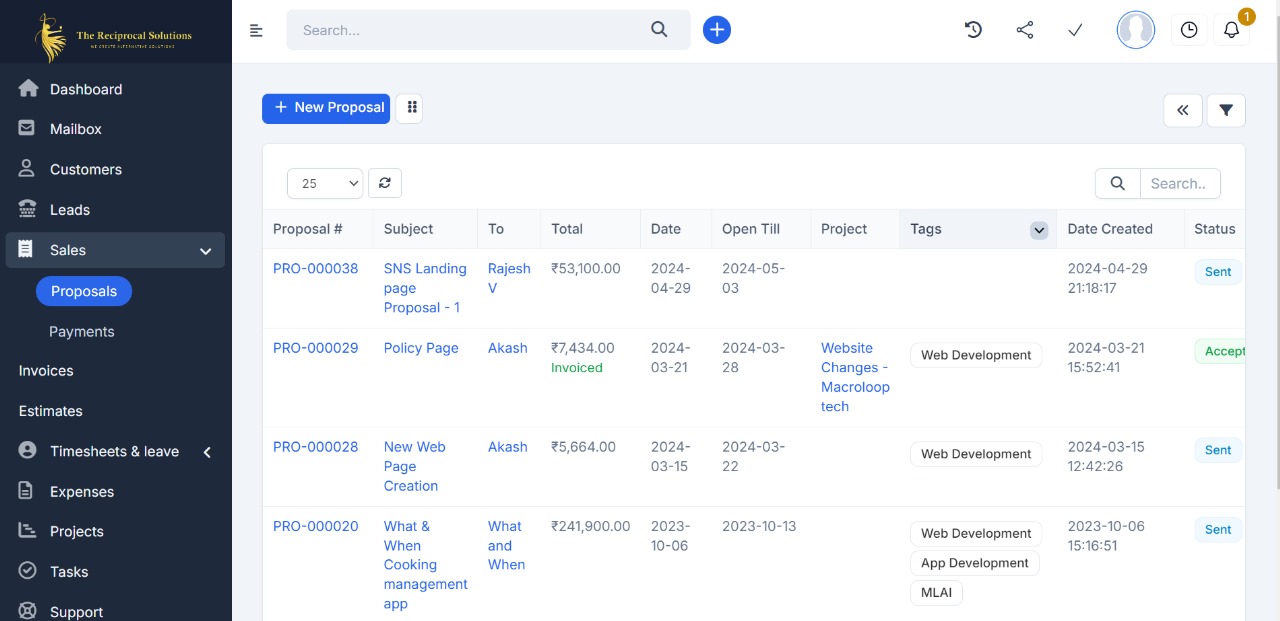 The Reciprocal Solutions
WE CREATE ALTERNATIVE SOLUTIONS
Search...
1
Dashboard
Mailbox
Customers
Leads
Sales
Proposals
Payments
Invoices
Estimates
Timesheets & leave
Expenses
Projects
Tasks
Support
New Proposal
25
Search..
Proposal # Subject To Total Date Open Till Project Tags Date Created Status
PRO-000038 SNS Landing Rajesh ₹53,100.00 2024- 2024-05- 2024-04-29 Sent
page V 04-29 03 21:18:17
Proposal - 1
PRO-000029 Policy Page Akash ₹7,434.00 2024- 2024-03- Website Web Development 2024-03-21 Accept
Invoiced 03-21 28 Changes - 15:52:41
Macroloop
tech
PRO-000028 New Web Akash ₹5,664.00 2024- 2024-03- Web Development 2024-03-15 Sent
Page 03-15 22 12:42:26
Creation
PRO-000020 What & What ₹241,900.00 2023- 2023-10-13 Web Development 2023-10-06 Sent
When and 10-06 15:16:51
Cooking When App Development
management MLAI
app